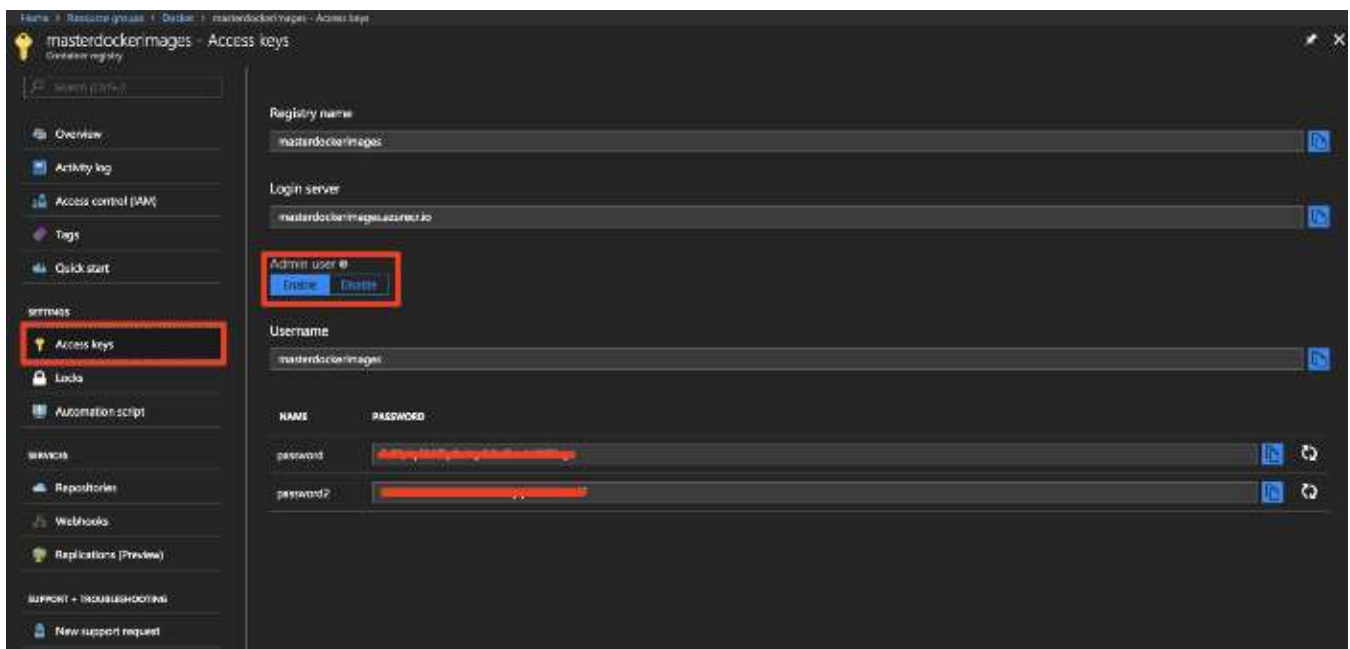 Home > Resource groups > Docker > masterdockerimages - Access keys
masterdockerimages - Access keys
Container registry
Search (Ctrl+/)
Overview
Activity log
Access control (IAM)
Tags
Quick start
SETTINGS
Access keys
Locks
Automation script
SERVICES
Repositories
Webhooks
Replications (Preview)
SUPPORT + TROUBLESHOOTING
New support request
Registry name
masterdockerimages
Login server
masterdockerimages.azurecr.io
Admin user
Enable Disable
Username
masterdockerimages
NAME PASSWORD
password
password2